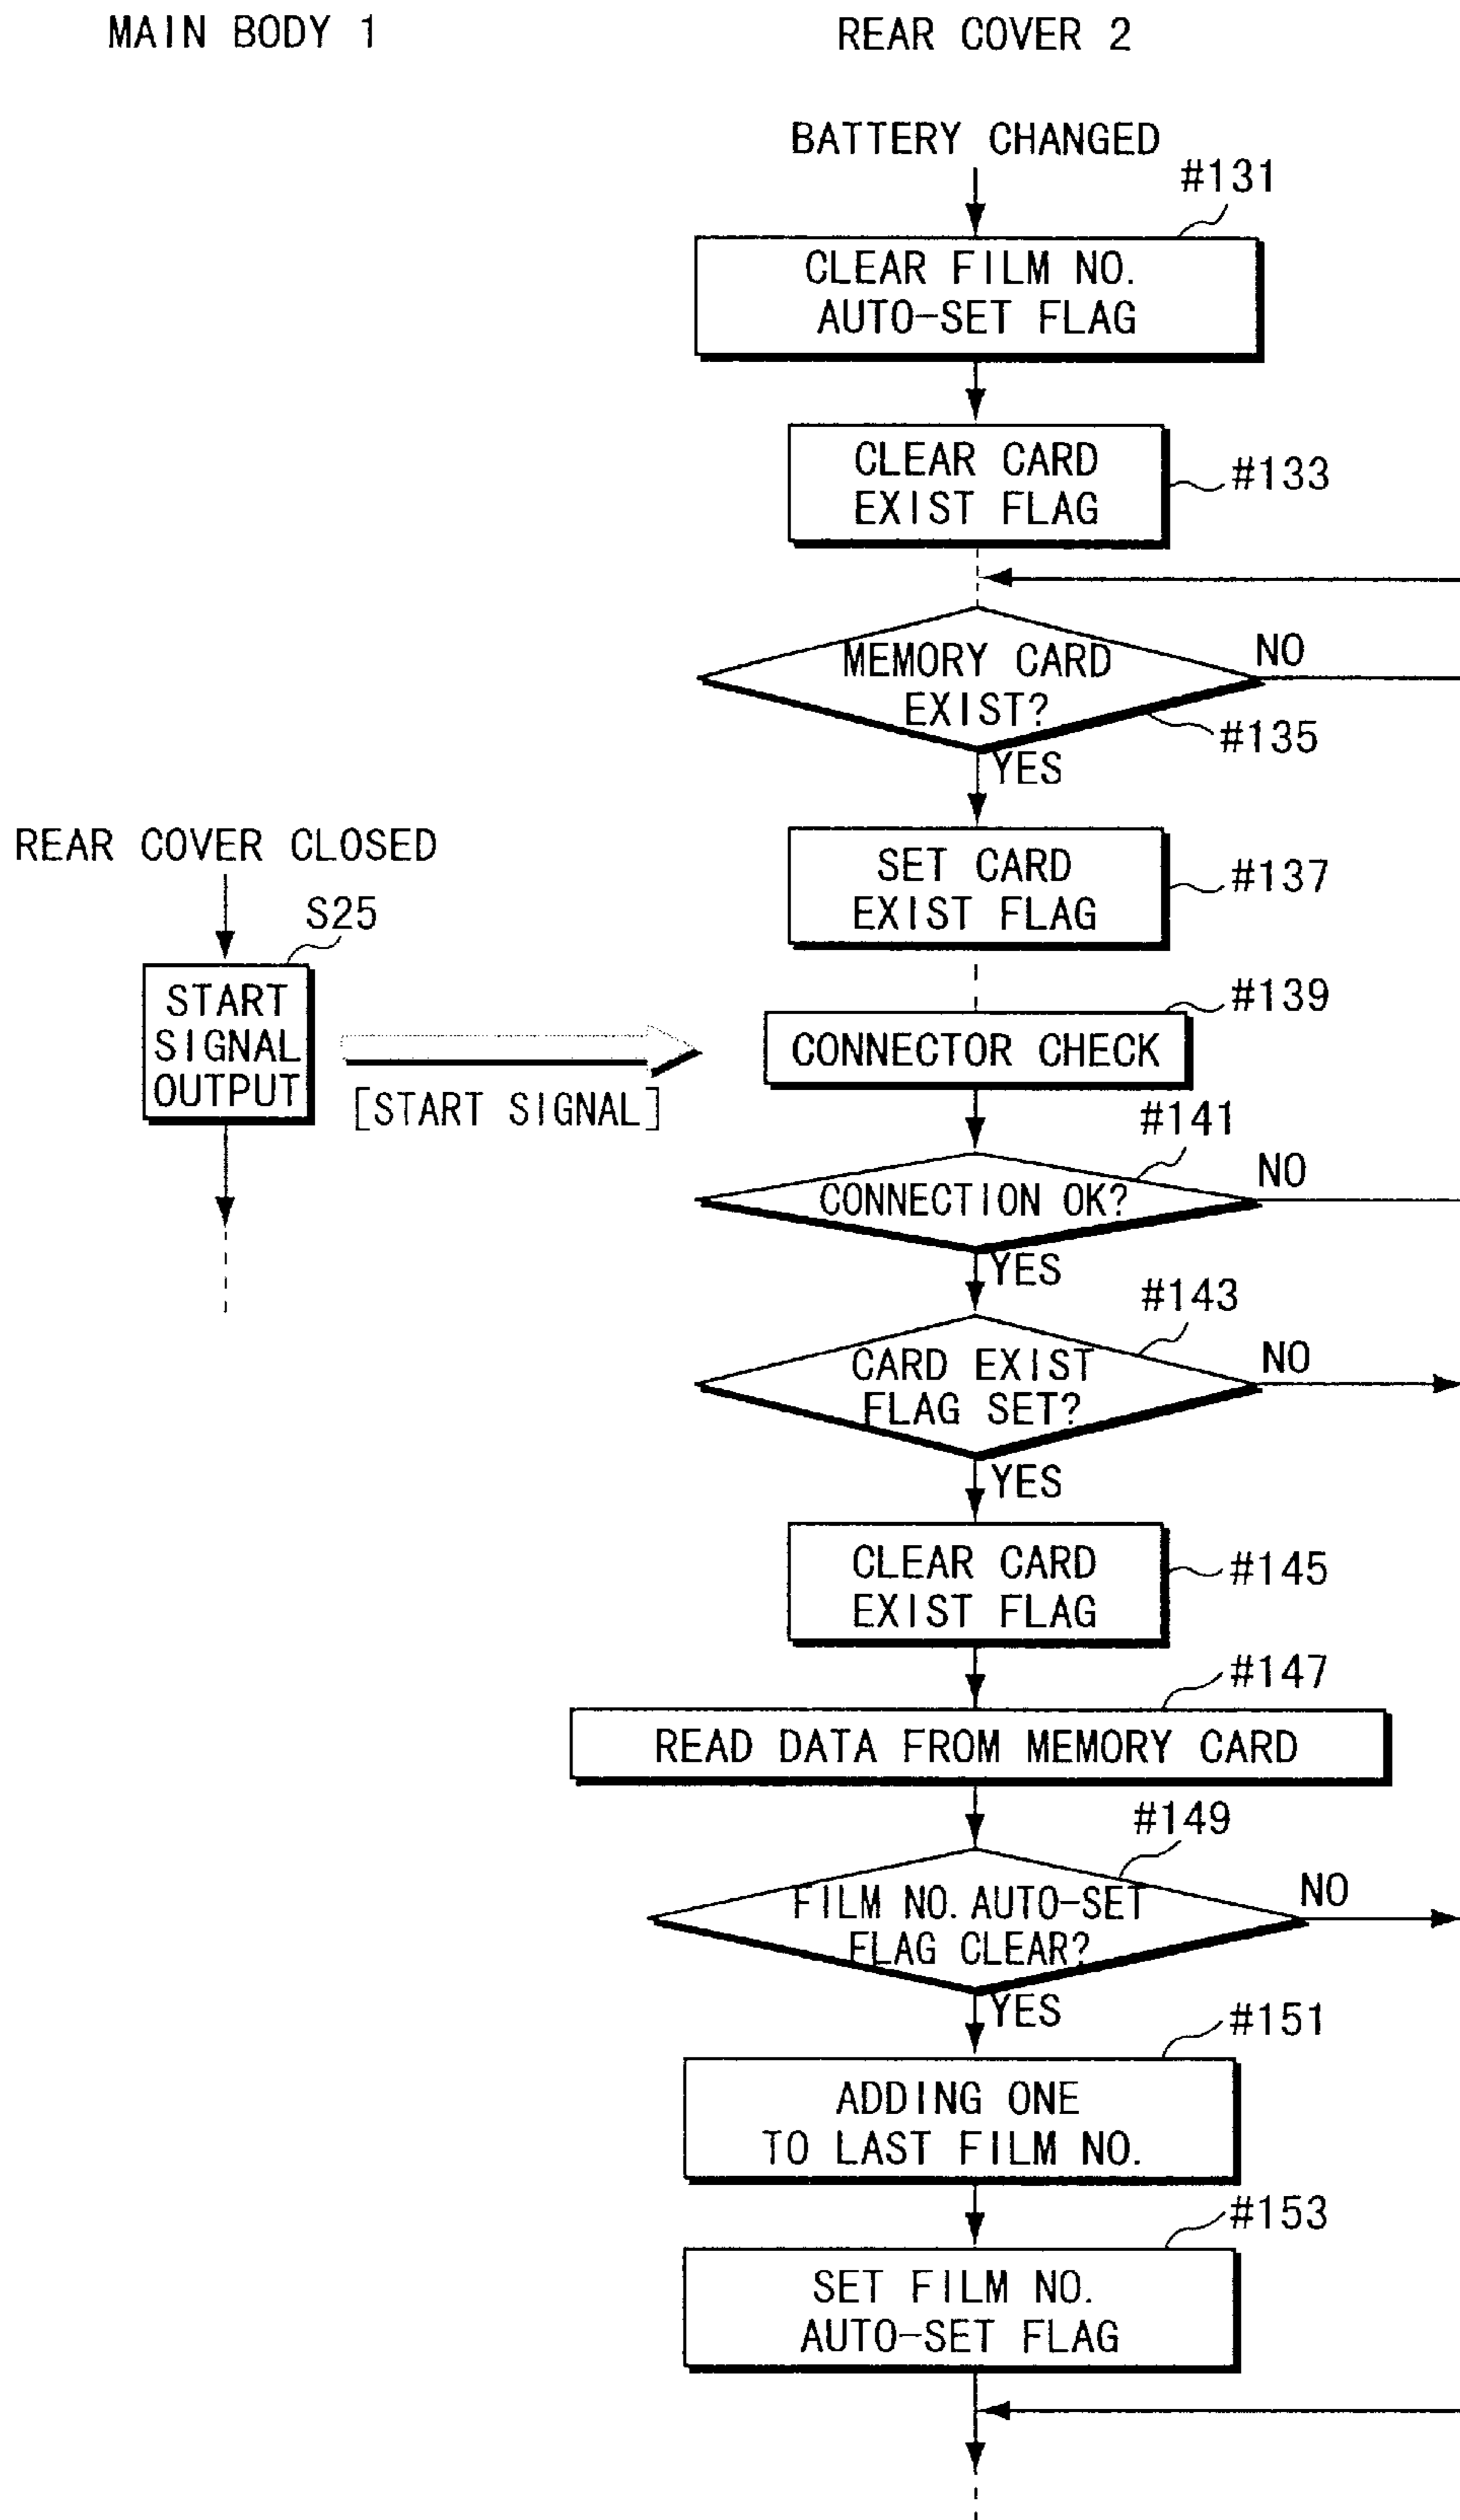 MAIN BODY 1
REAR COVER 2
BATTERY CHANGED
#131
CLEAR FILM NO.
AUTO-SET FLAG
CLEAR CARD
EXIST FLAG
#133
MEMORY CARD
EXIST?
NO
#135
YES
REAR COVER CLOSED
S25
START
SIGNAL
OUTPUT
[START SIGNAL]
SET CARD
EXIST FLAG
#137
#139
CONNECTOR CHECK
#141
CONNECTION OK?
NO
YES
#143
CARD EXIST
FLAG SET?
NO
YES
CLEAR CARD
EXIST FLAG
#145
#147
READ DATA FROM MEMORY CARD
#149
FILM NO. AUTO-SET
FLAG CLEAR?
NO
YES
#151
ADDING ONE
TO LAST FILM NO.
#153
SET FILM NO.
AUTO-SET FLAG